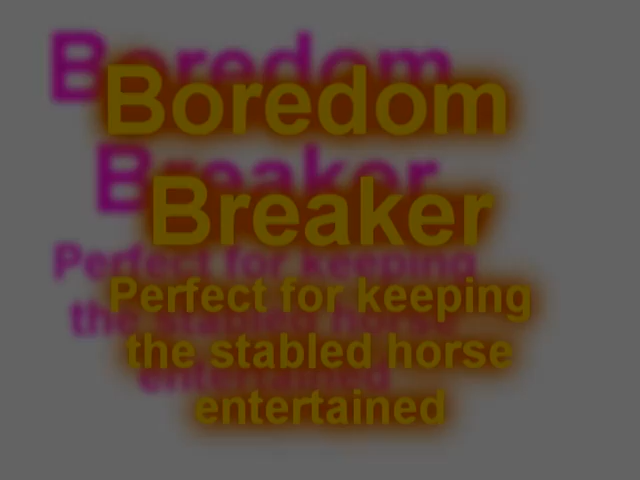 Boredom
Breaker
Perfect for keeping
the stabled horse
entertained